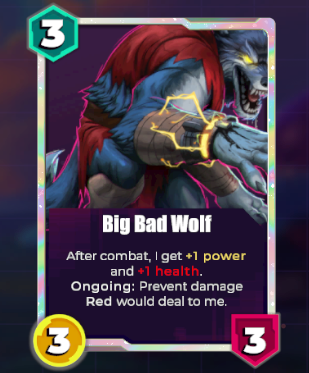 3
Big Bad Wolf
After combat, I get +1 power
and +1 health.
Ongoing: Prevent damage
Red would deal to me.
3
3